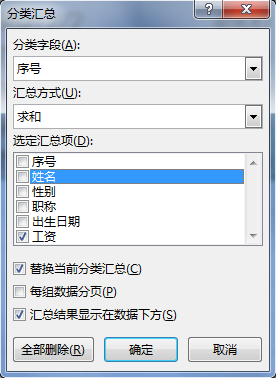 分类汇总
分类字段(A):
序号
汇总方式(U):
求和
选定汇总项(D):
序号
姓名
性别
职称
出生日期
工资
替换当前分类汇总(C)
每组数据分页(P)
汇总结果显示在数据下方(S)
全部删除(R) 确定 取消